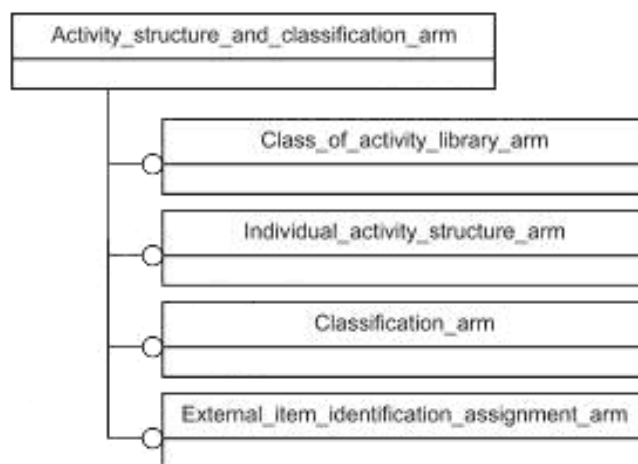 Activity_structure_and_classification_arm
Class_of_activity_library_arm
Individual_activity_structure_arm
Classification_arm
External_item_identification_assignment_arm